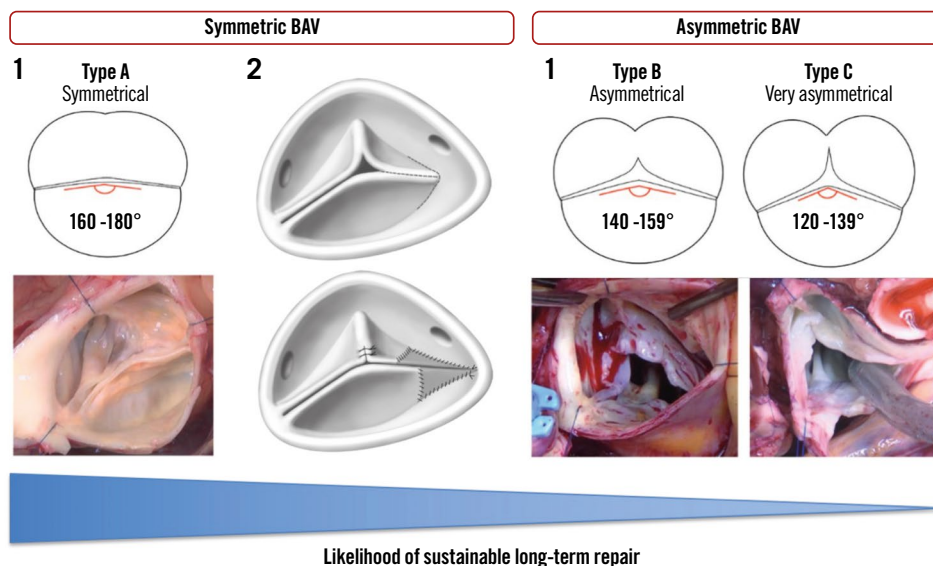 Symmetric BAV
Asymmetric BAV
1
Type A
Symmetrical
2
1
Type B
Asymmetrical
Type C
Very asymmetrical
160 -180°
140 -159°
120 -139°
Likelihood of sustainable long-term repair